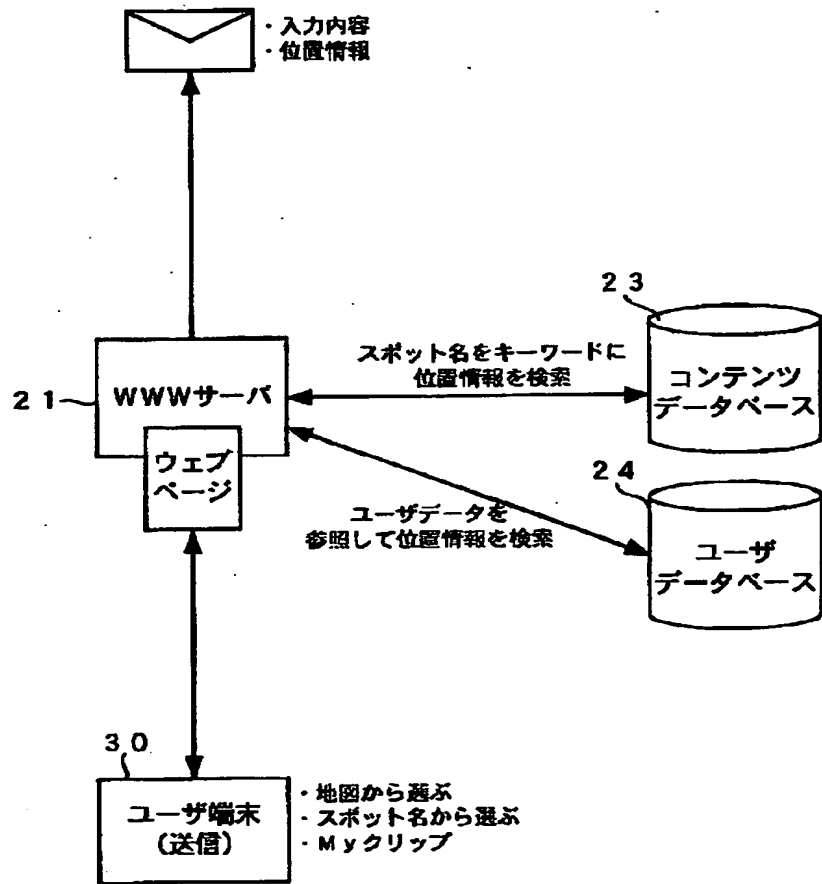 ・入力内容
・位置情報
23
スポット名をキーワードに
位置情報を検索
コンテンツ
データベース
21
WWWサーバ
ウェブ
ページ
24
ユーザデータを
参照して位置情報を検索
ユーザ
データベース
30
ユーザ端末
(送信)
・地図から選ぶ
・スポット名から選ぶ
・Myクリップ